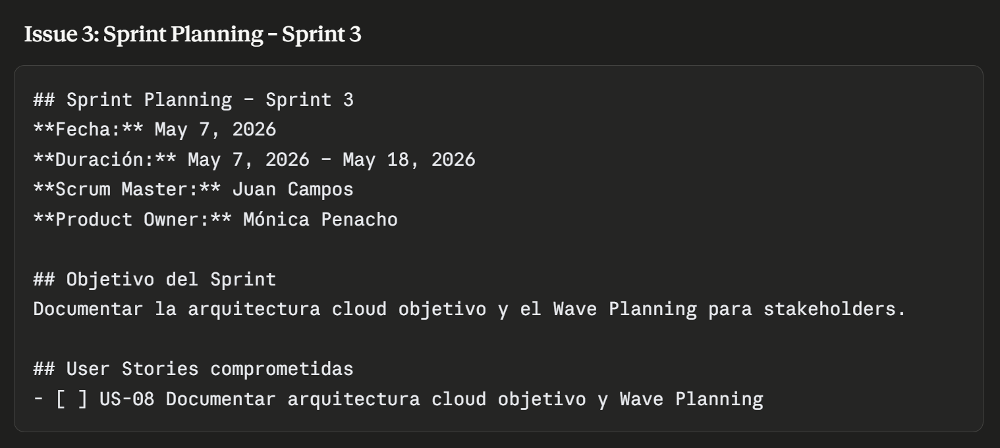 Issue 3: Sprint Planning – Sprint 3
## Sprint Planning – Sprint 3
**Fecha:** May 7, 2026
**Duración:** May 7, 2026 – May 18, 2026
**Scrum Master:** Juan Campos
**Product Owner:** Mónica Penacho
## Objetivo del Sprint
Documentar la arquitectura cloud objetivo y el Wave Planning para stakeholders.
## User Stories comprometidas
- [ ] US-08 Documentar arquitectura cloud objetivo y Wave Planning